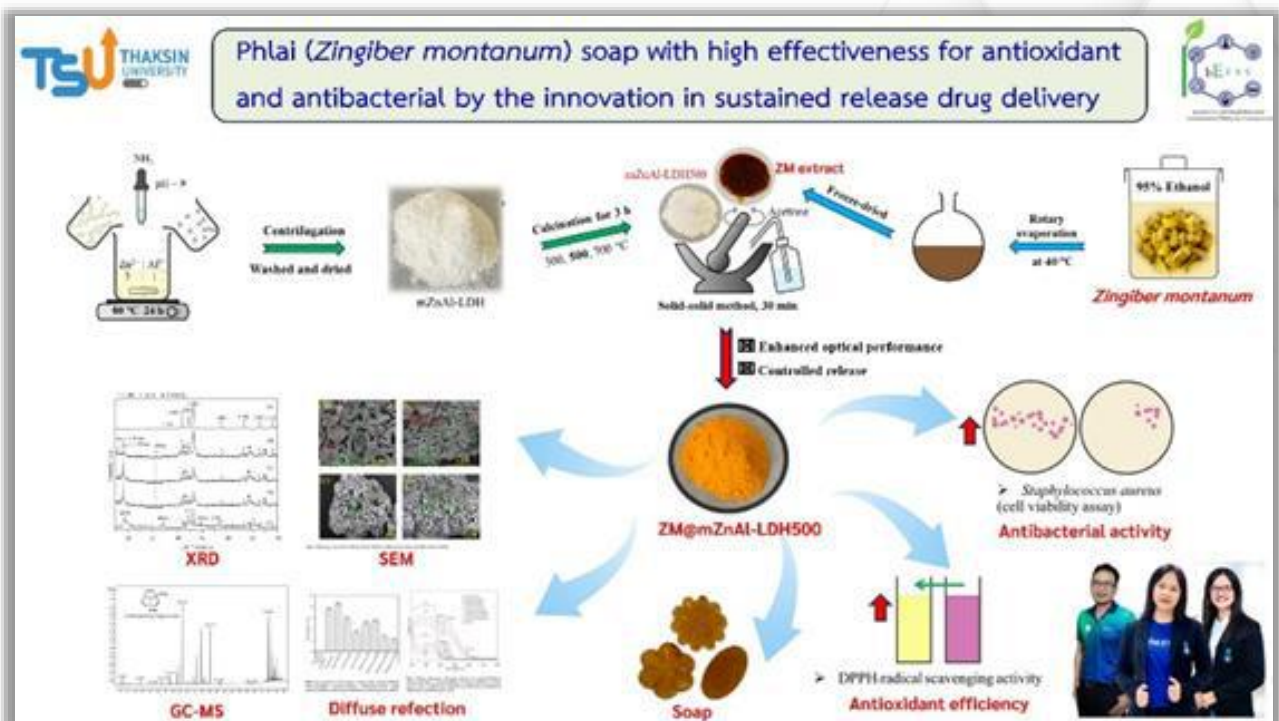 TSU THAKSIN
UNIVERSITY
Phlai (Zingiber montanum) soap with high effectiveness for antioxidant
and antibacterial by the innovation in sustained release drug delivery
NH₃
pH – 9
Zn²⁺ : Al³⁺
3 : 1
80 °C 24 h
Centrifugation
Washed and dried
mZnAl-LDH
Calcination for 3 h
300, 500, 700 °C
mZnAl-LDH500
ZM extract
Acetone
Solid-solid method, 30 min
Freeze-dried
Rotary
evaporation
at 40 °C
95% Ethanol
Zingiber montanum
Enhanced optical performance
Controlled release
XRD
SEM
ZM@mZnAl-LDH500
➢ Staphylococcus aureus
(cell viability assay)
Antibacterial activity
GC-MS
Diffuse refection
Soap
➢ DPPH radical scavenging activity
Antioxidant efficiency